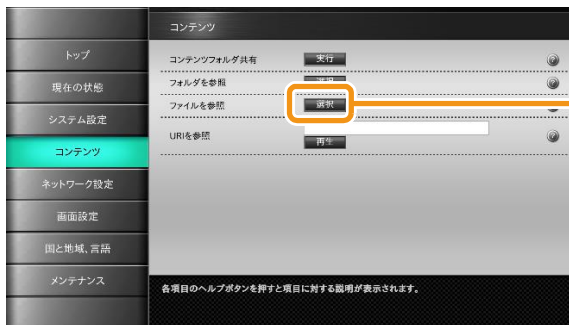 コンテンツ
トップ
現在の状態
システム設定
コンテンツ
ネットワーク設定
画面設定
国と地域、言語
メンテナンス
コンテンツフォルダ共有 実行
フォルダを参照 選択
ファイルを参照 選択
URIを参照
再生
各項目のヘルプボタンを押すと項目に対する説明が表示されます。